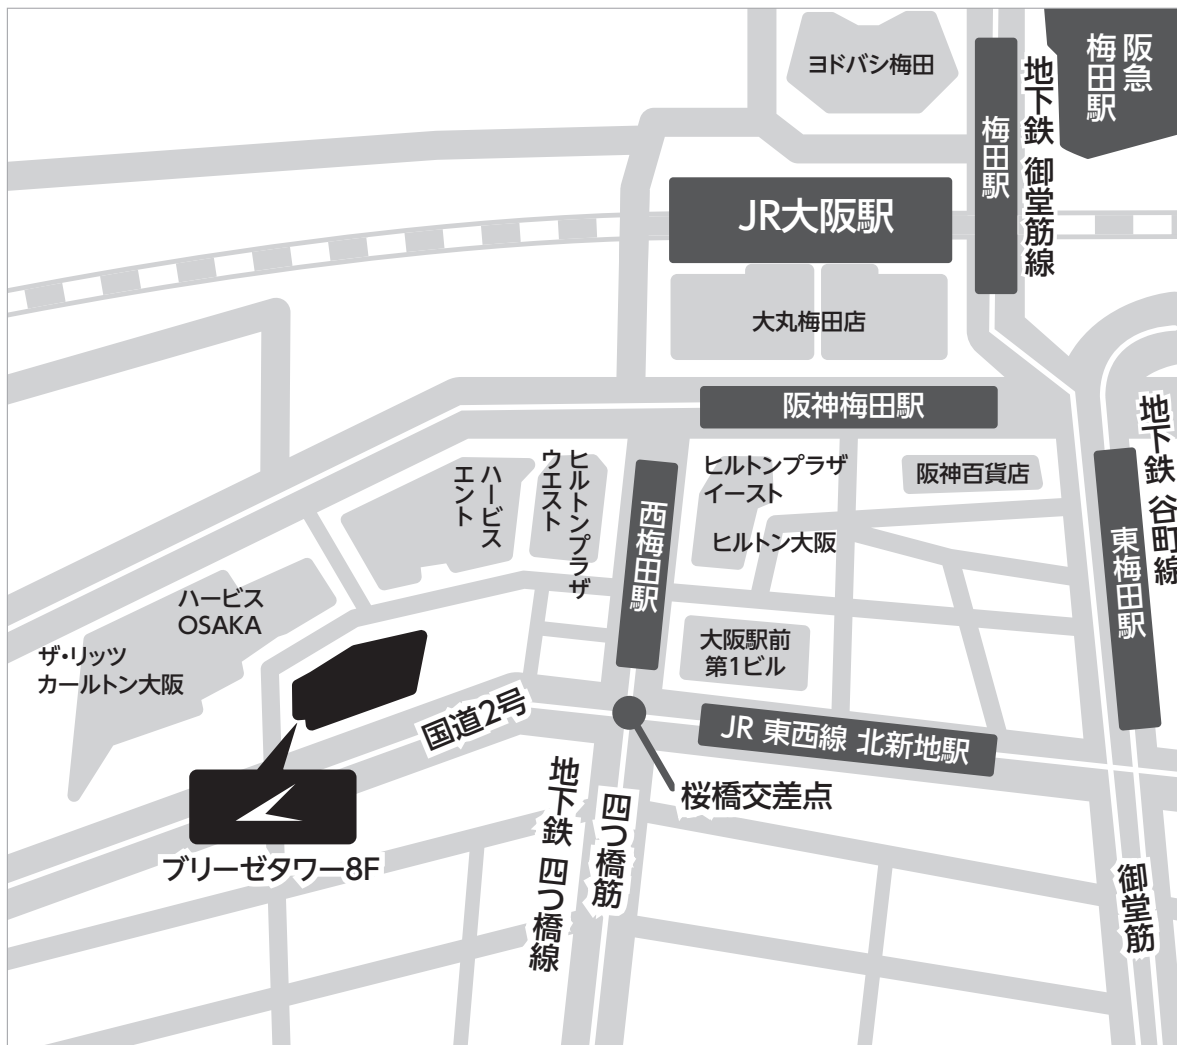 ヨドバシ梅田
阪急
梅田駅
梅田駅
地下鉄 御堂筋線
JR大阪駅
大丸梅田店
阪神梅田駅
地下鉄 谷町線
ハービス
エント
ヒルトンプラザ
ウエスト
西梅田駅
ヒルトンプラザ
イースト
阪神百貨店
ヒルトン大阪
東梅田駅
ハービス
OSAKA
ザ・リッツ
カールトン大阪
大阪駅前
第1ビル
国道2号
JR 東西線 北新地駅
桜橋交差点
地下鉄 四つ橋線
四つ橋筋
ブリーゼタワー8F
御堂筋